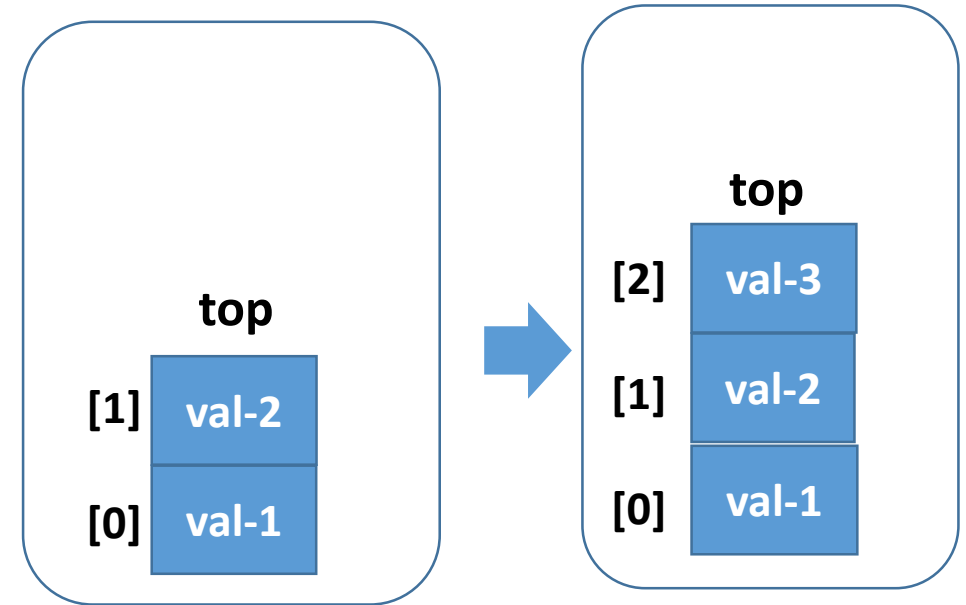 top
[1] val-2
[0] val-1
top
[2] val-3
[1] val-2
[0] val-1